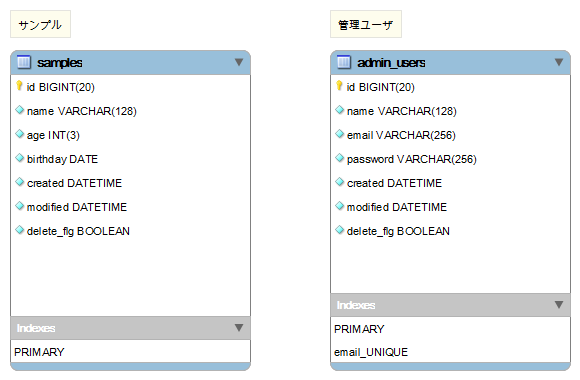 サンプル
samples
id BIGINT(20)
name VARCHAR(128)
age INT(3)
birthday DATE
created DATETIME
modified DATETIME
delete_flg BOOLEAN
Indexes
PRIMARY
管理ユーザ
admin_users
id BIGINT(20)
name VARCHAR(128)
email VARCHAR(256)
password VARCHAR(256)
created DATETIME
modified DATETIME
delete_flg BOOLEAN
Indexes
PRIMARY
email_UNIQUE